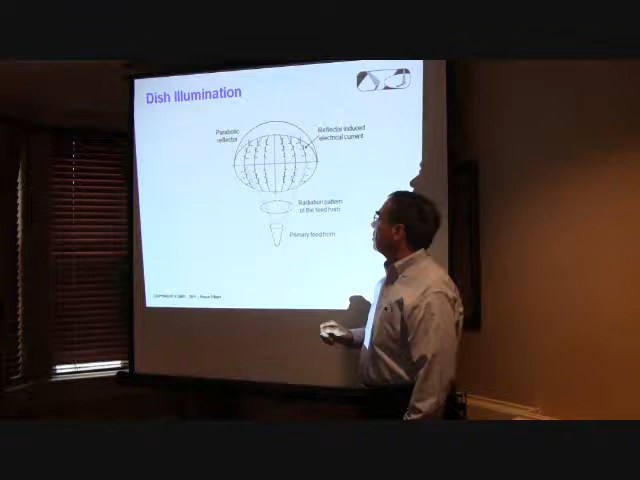 Dish Illumination
Parabolic
reflector
Reflector induced
electrical current
Radiation pattern
of the feed horn
Primary feed horn